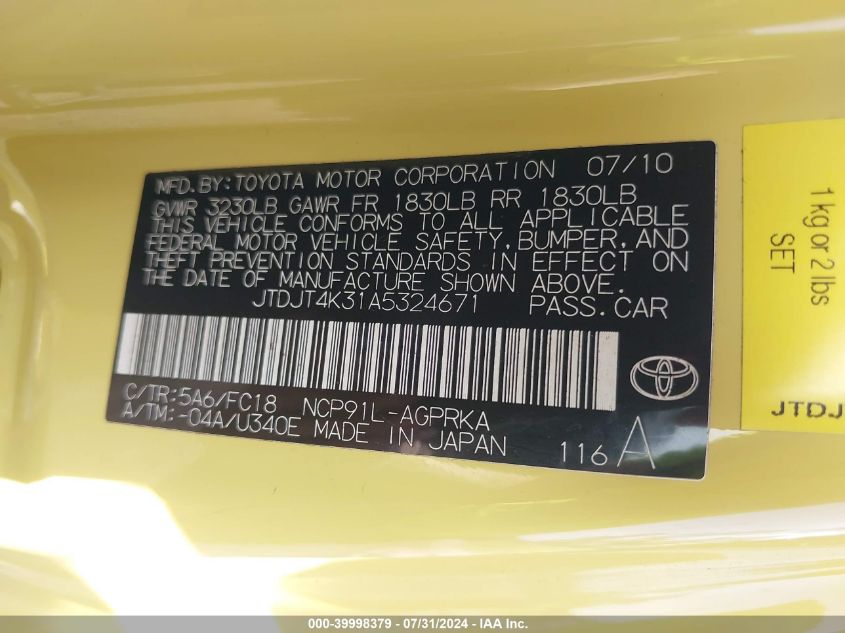 MFD. BY: TOYOTA MOTOR CORPORATION 07/10
GVWR 3230LB GAWR FR 1830LB RR 1830LB
THIS VEHICLE CONFORMS TO ALL APPLICABLE
FEDERAL MOTOR VEHICLE SAFETY, BUMPER, AND
THEFT PREVENTION STANDARDS IN EFFECT ON
THE DATE OF MANUFACTURE SHOWN ABOVE.
JTDJT4K31A5324671 PASS. CAR
C/TR: 5A6/FC18 NCP91L-AGPRKA
A/TM: -04A/U340E MADE IN JAPAN
116 A
1 kg or 2 lbs
SET
JTDJ
000-39998379 - 07/31/2024 - IAA Inc.